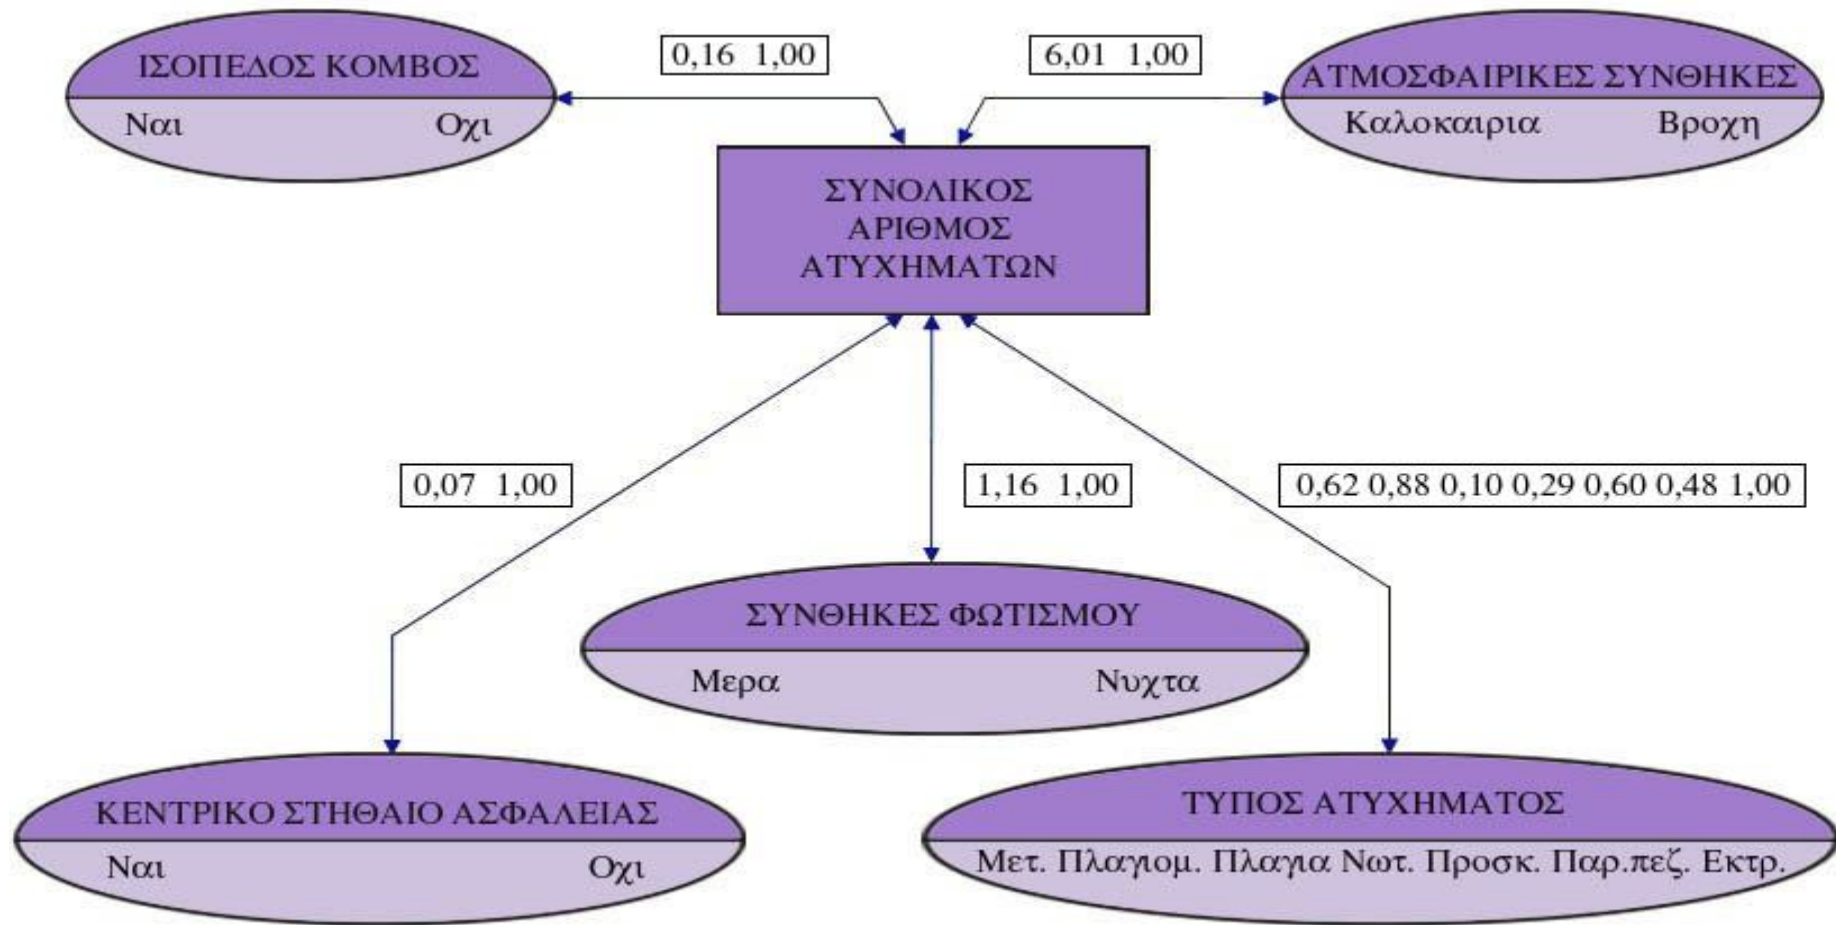 ΙΣΟΠΕΔΟΣ ΚΟΜΒΟΣ
Ναι Οχι
0,16 1,00
6,01 1,00
ΑΤΜΟΣΦΑΙΡΙΚΕΣ ΣΥΝΘΗΚΕΣ
Καλοκαιρια Βροχη
ΣΥΝΟΛΙΚΟΣ
ΑΡΙΘΜΟΣ
ΑΤΥΧΗΜΑΤΩΝ
0,07 1,00
1,16 1,00
0,62 0,88 0,10 0,29 0,60 0,48 1,00
ΣΥΝΘΗΚΕΣ ΦΩΤΙΣΜΟΥ
Μερα Νυχτα
ΚΕΝΤΡΙΚΟ ΣΤΗΘΑΙΟ ΑΣΦΑΛΕΙΑΣ
Ναι Οχι
ΤΥΠΟΣ ΑΤΥΧΗΜΑΤΟΣ
Μετ. Πλαγιομ. Πλαγια Νωτ. Προσκ. Παρ.πεζ. Εκτρ.